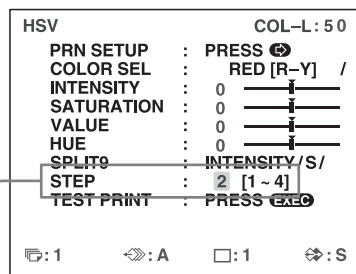 HSV COL–L:50
PRN SETUP : PRESS
COLOR SEL : RED [R–Y] /
INTENSITY : 0
SATURATION : 0
VALUE : 0
HUE : 0
SPLIT9 : INTENSITY/S/
STEP : 2 [1 ~ 4]
TEST PRINT : PRESS EXEC
:1 :A :1 :S